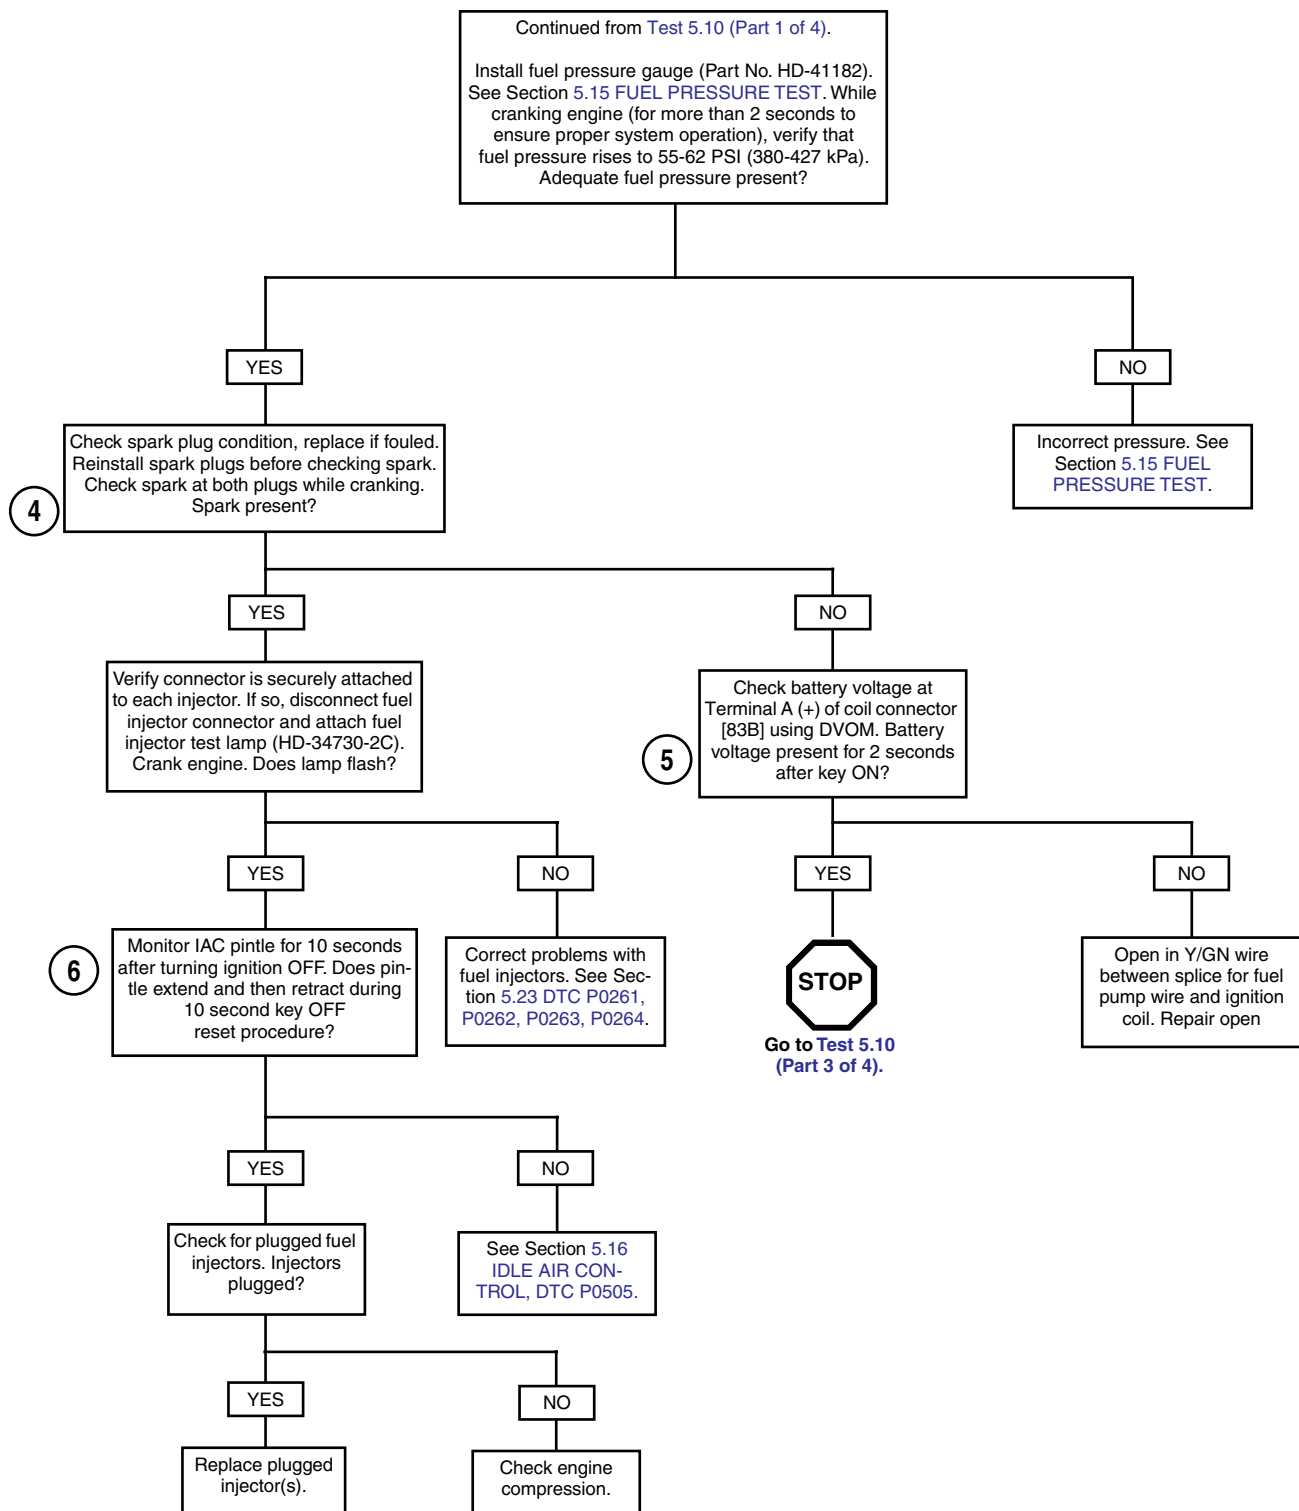 Continued from Test 5.10 (Part 1 of 4).
Install fuel pressure gauge (Part No. HD-41182).
See Section 5.15 FUEL PRESSURE TEST. While
cranking engine (for more than 2 seconds to
ensure proper system operation), verify that
fuel pressure rises to 55-62 PSI (380-427 kPa).
Adequate fuel pressure present?
YES
NO
Check spark plug condition, replace if fouled.
Reinstall spark plugs before checking spark.
Check spark at both plugs while cranking.
Spark present?
4
Incorrect pressure. See
Section 5.15 FUEL
PRESSURE TEST.
YES
NO
Verify connector is securely attached
to each injector. If so, disconnect fuel
injector connector and attach fuel
injector test lamp (HD-34730-2C).
Crank engine. Does lamp flash?
5
Check battery voltage at
Terminal A (+) of coil connector
[83B] using DVOM. Battery
voltage present for 2 seconds
after key ON?
YES
NO
YES
NO
6
Monitor IAC pintle for 10 seconds
after turning ignition OFF. Does pin-
tle extend and then retract during
10 second key OFF
reset procedure?
Correct problems with
fuel injectors. See Sec-
tion 5.23 DTC P0261,
P0262, P0263, P0264.
STOP
Go to Test 5.10
(Part 3 of 4).
Open in Y/GN wire
between splice for fuel
pump wire and ignition
coil. Repair open
YES
NO
Check for plugged fuel
injectors. Injectors
plugged?
See Section 5.16
IDLE AIR CON-
TROL, DTC P0505.
YES
NO
Replace plugged
injector(s).
Check engine
compression.